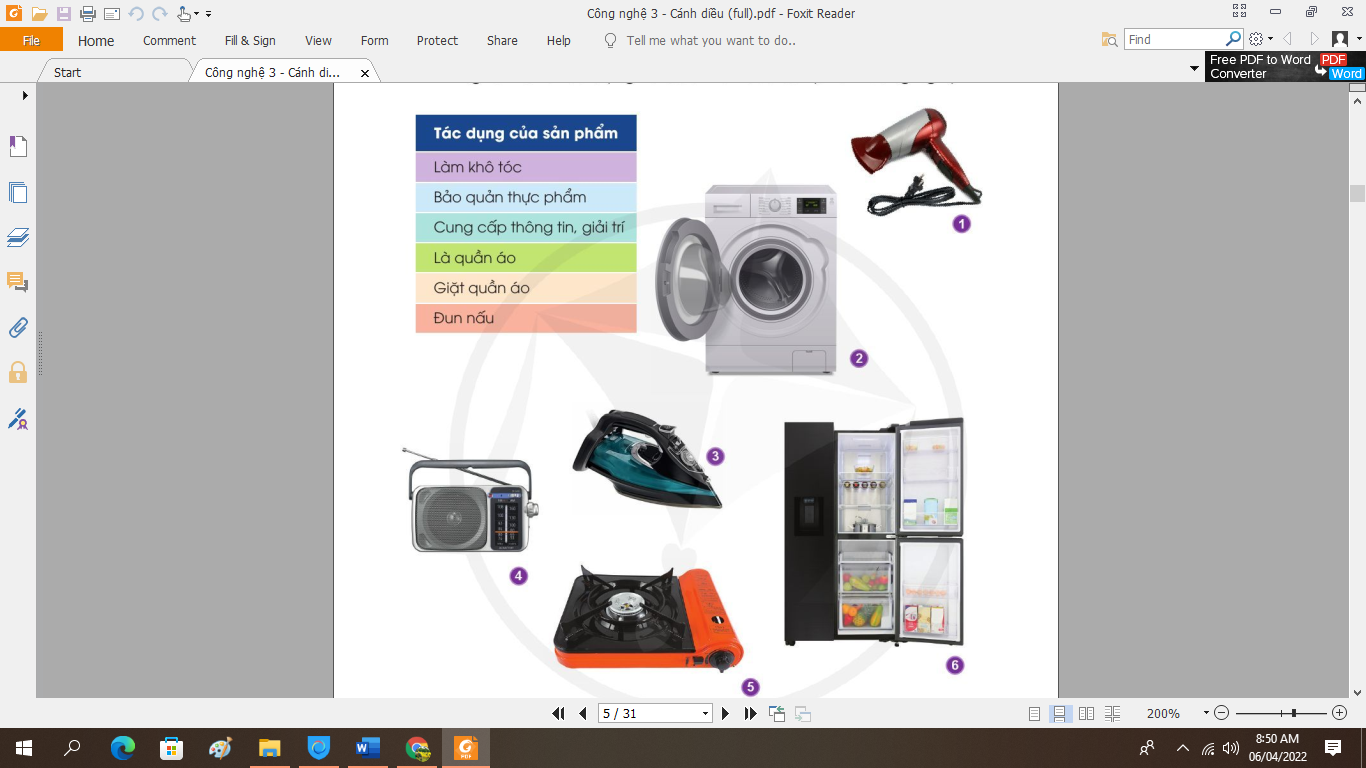 Công nghệ 3 - Cánh diều (full).pdf - Foxit Reader
File Home Comment Fill & Sign View Form Protect Share Help Tell me what you want to do.. Find
Start Công nghệ 3 - Cánh di... Free PDF to Word Converter PDF Word
Tác dụng của sản phẩm
Làm khô tóc
Bảo quản thực phẩm
Cung cấp thông tin, giải trí
Là quần áo
Giặt quần áo
Đun nấu
1
2
3
4
5
6
5 / 31 200%
PDF
8:50 AM
06/04/2022